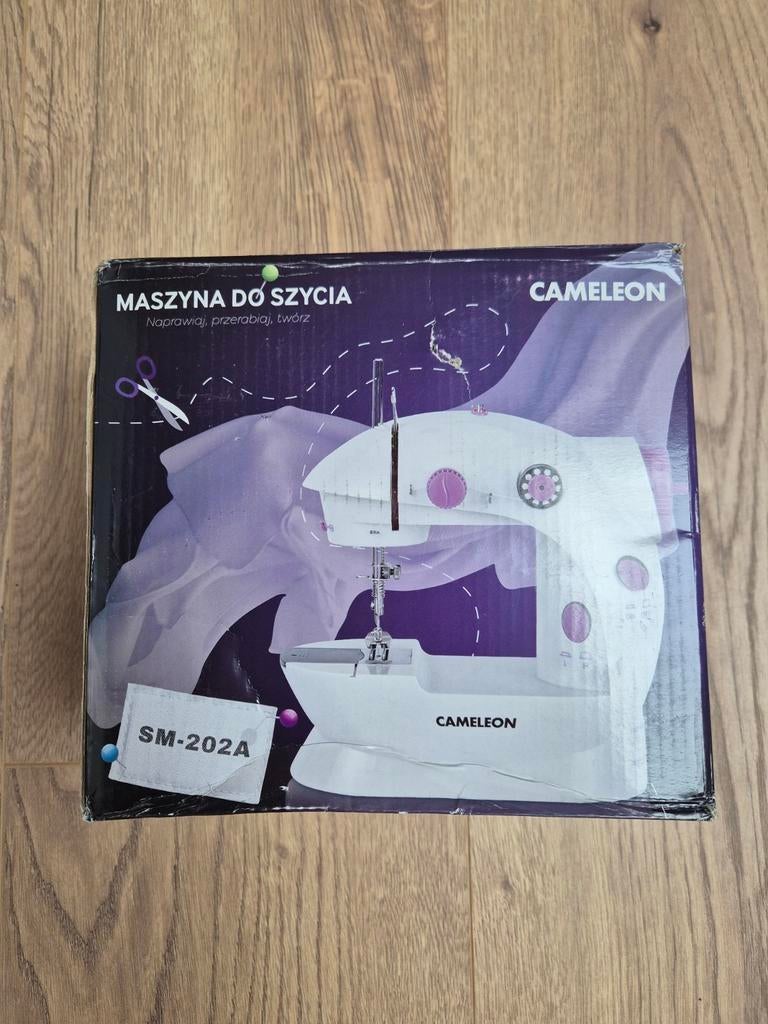 MASZYNA DO SZYCIA
Naprawiaj, przerabiaj, twórz
CAMELEON
CAMELEON
SM-202A